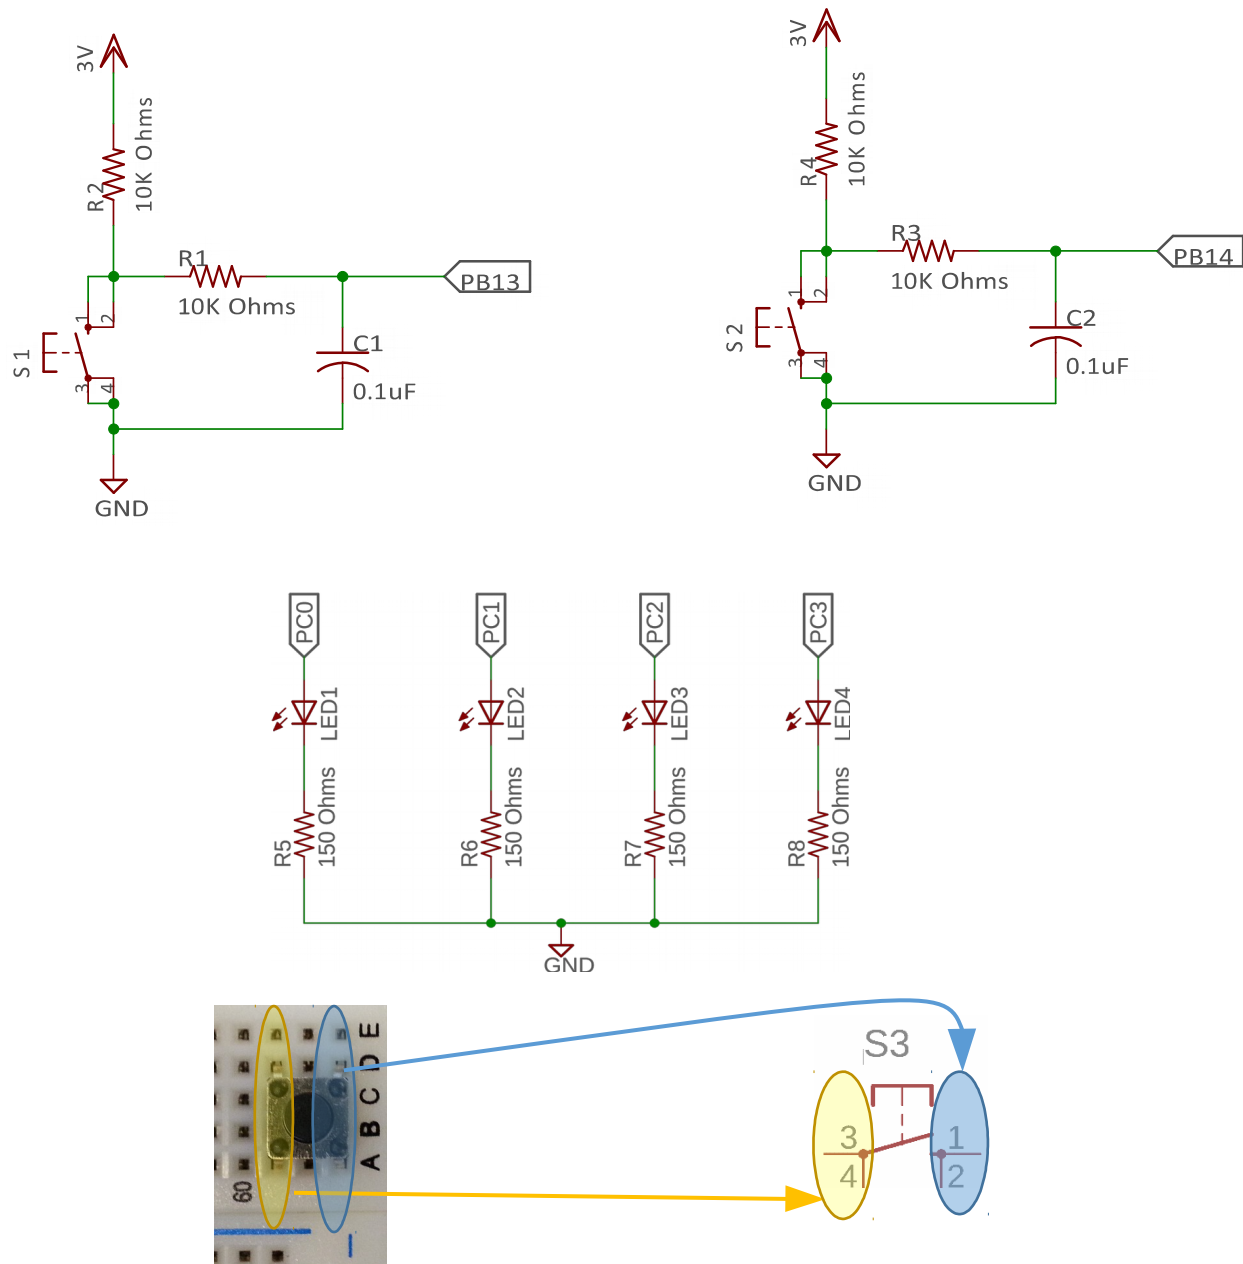 3V
R2
10K Ohms
R1
10K Ohms
PB13
1
2
S1
3
4
C1
0.1uF
GND
3V
R4
10K Ohms
R3
10K Ohms
PB14
1
2
S2
3
4
C2
0.1uF
GND
PC0
PC1
PC2
PC3
LED1
LED2
LED3
LED4
R5
150 Ohms
R6
150 Ohms
R7
150 Ohms
R8
150 Ohms
GND
E
D
C
B
A
60
S3
3
1
4
2